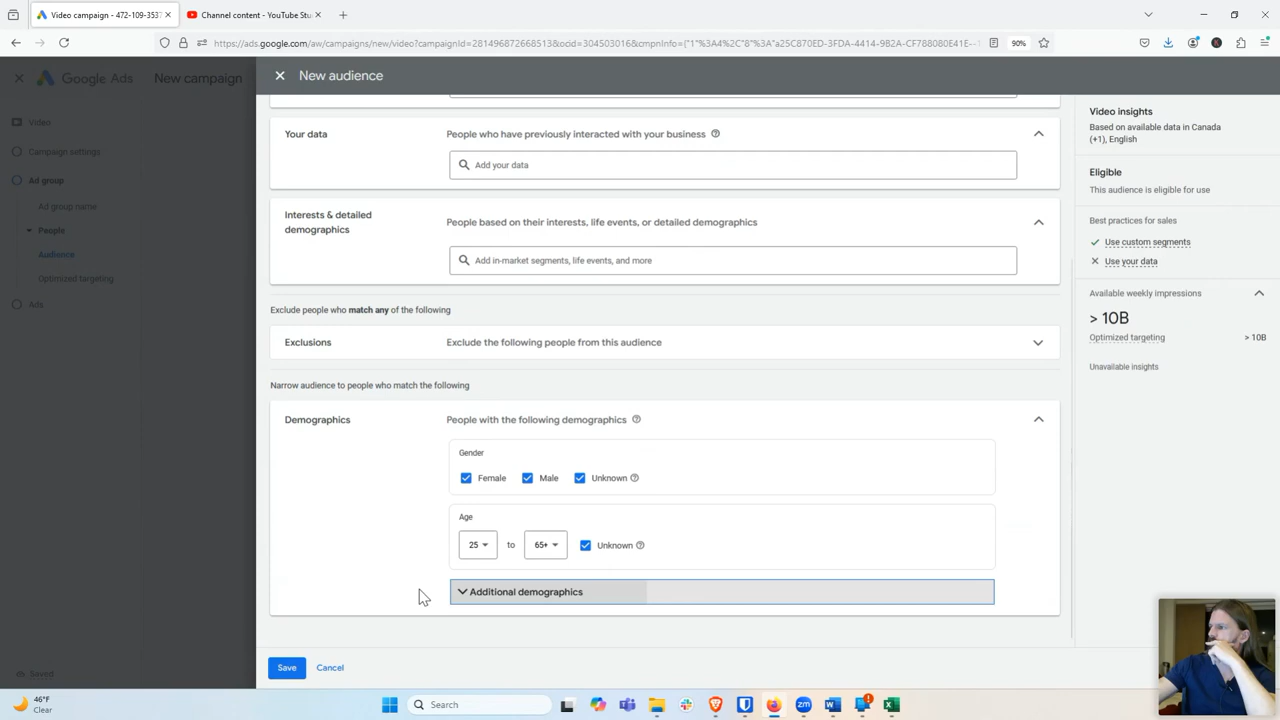 Video campaign - 472-109-3537
Channel content - YouTube Stu
https://ads.google.com/aw/campaigns/new/video?campaignId=281496602668513&ocid=304503016&cmpnInfo={"1"%3A4%2C"8"%3A"a25C870ED-3FDA-4414-9B2A-CF788080E41E--1
90%
Google Ads
New campaign
New audience
Video
Campaign settings
Ad group
Ad group name
People
Audience
Optimized targeting
Ads
Saved
Your data
People who have previously interacted with your business
Add your data
Interests & detailed
demographics
People based on their interests, life events, or detailed demographics
Add in-market segments, life events, and more
Exclude people who match any of the following
Exclusions
Exclude the following people from this audience
Narrow audience to people who match the following
Demographics
People with the following demographics
Gender
Female
Male
Unknown
Age
25
to
65+
Unknown
Additional demographics
Save
Cancel
Video insights
Based on available data in Canada
(+1), English
Eligible
This audience is eligible for use
Best practices for sales
Use custom segments
Use your data
Available weekly impressions
> 10B
Optimized targeting
> 10B
Unavailable insights
46°F
Clear
Search